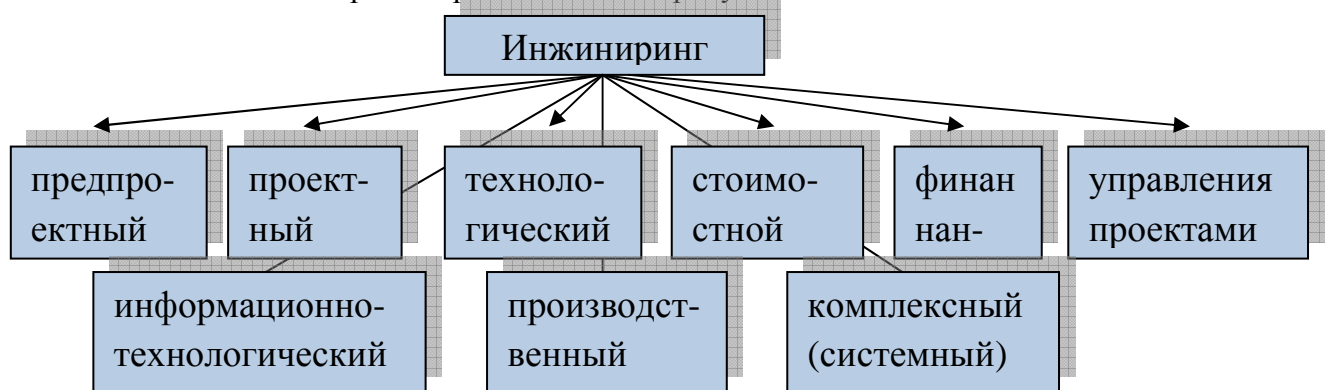 Инжиниринг
предпро-
ектный
проект-
ный
техноло-
гический
стоимо-
стной
финан
нан-
управления
проектами
информационно-
технологический
производст-
венный
комплексный
(системный)